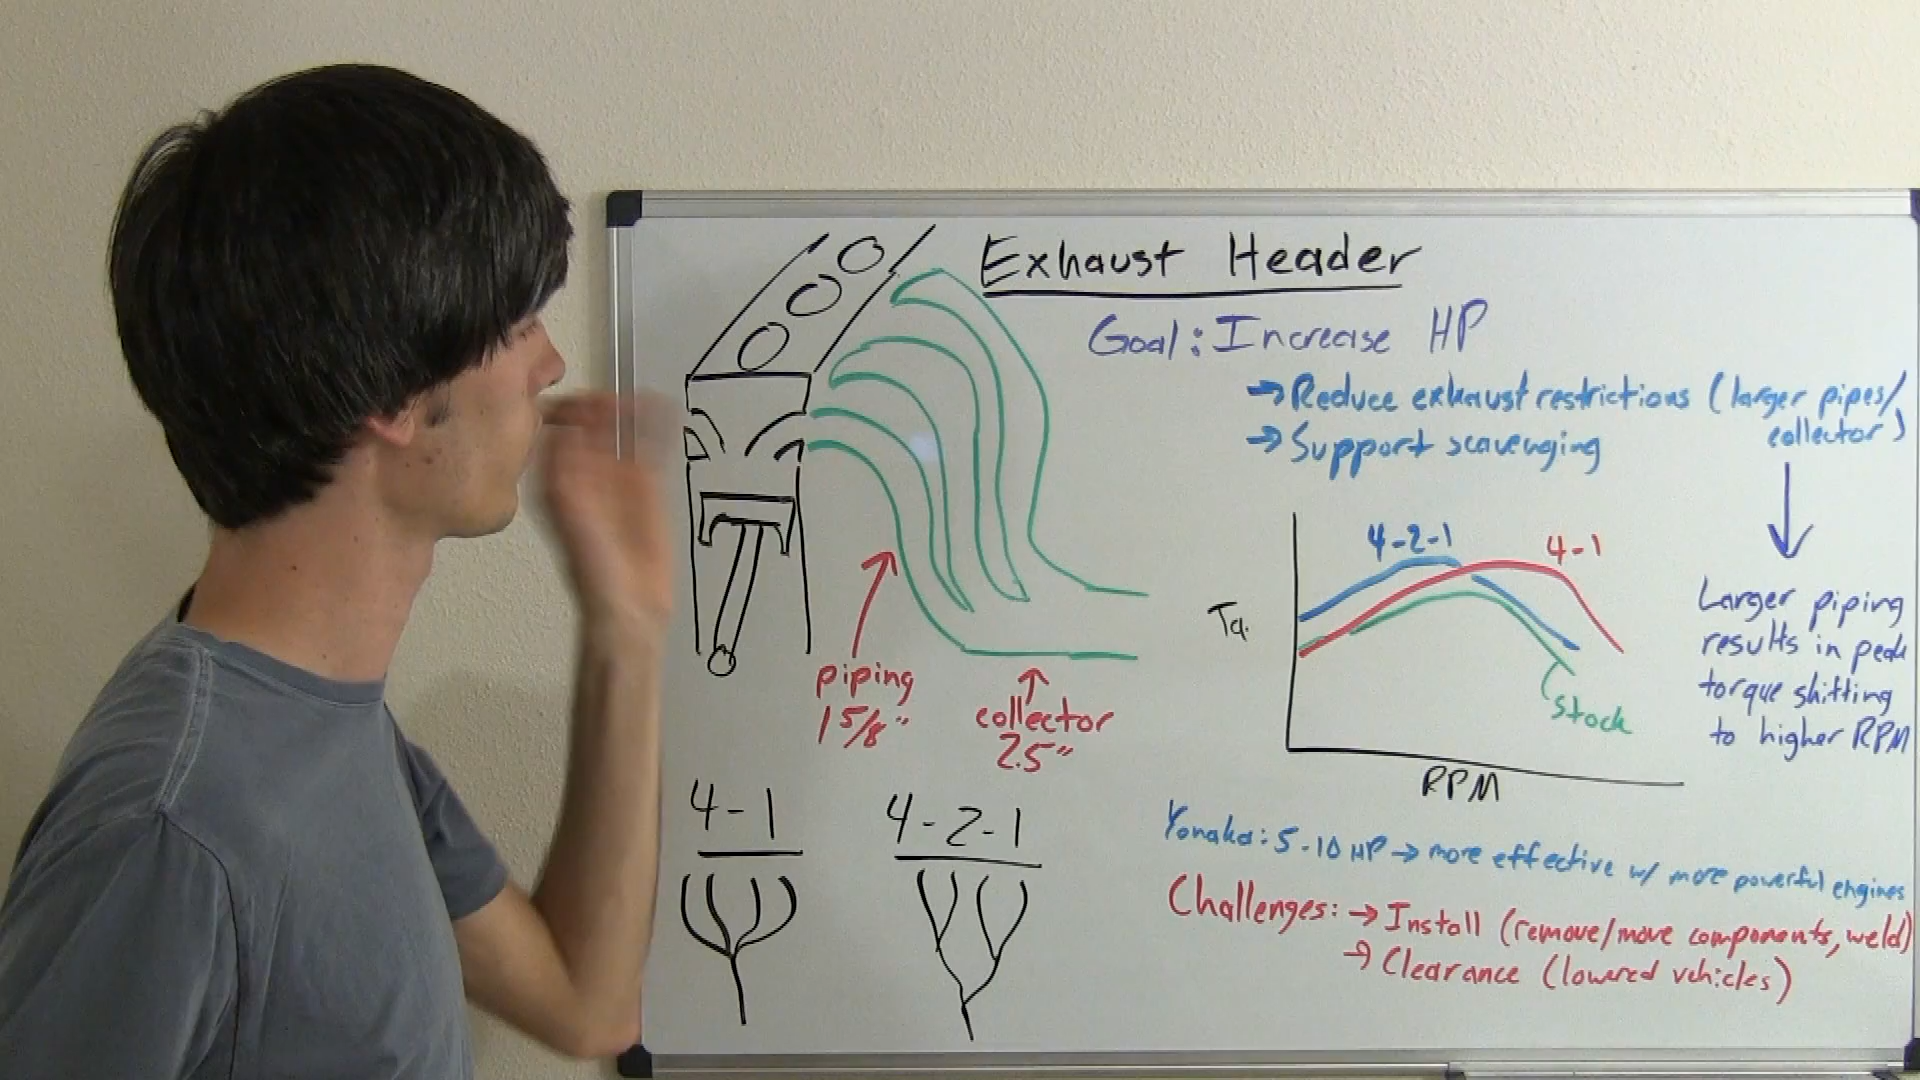 Exhaust Header
Goal: Increase HP
→ Reduce exhaust restrictions (larger pipes/
collector)
→ Support scavenging
4-2-1
4-1
Tq.
Stock
RPM
Larger piping
results in peak
torque shifting
to higher RPM
piping
1 5/8"
collector
2.5"
4-1
4-2-1
Yonaka: 5-10 HP → more effective w/ more powerful engines
Challenges: → Install (remove/move components, weld)
→ Clearance (lowered vehicles)